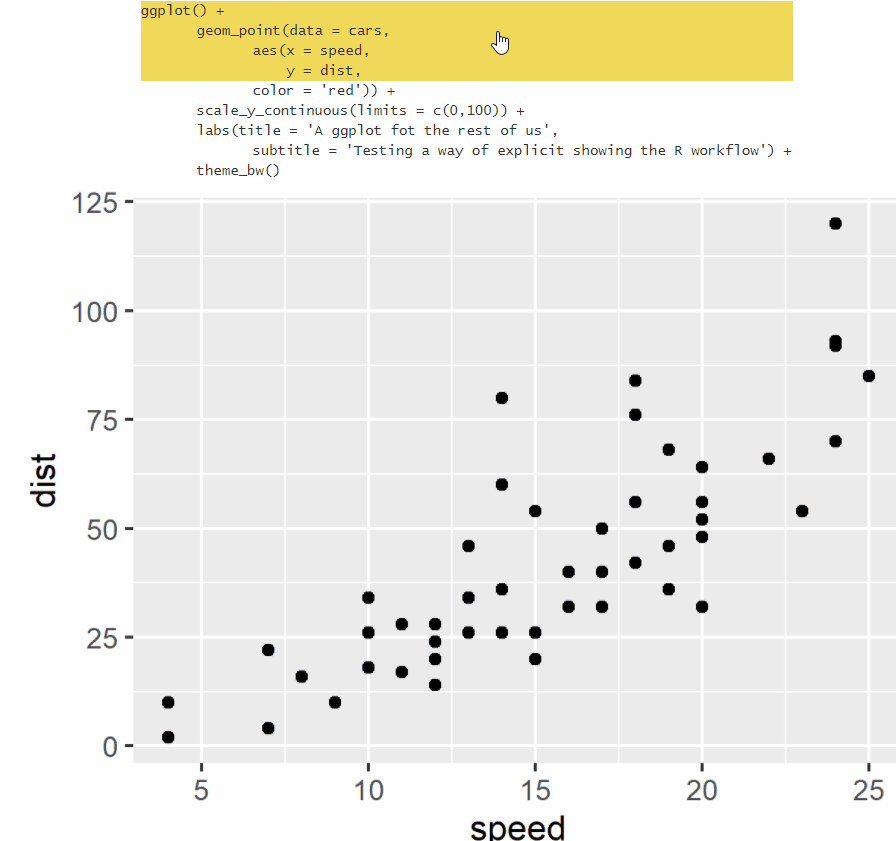 ggplot() +
geom_point(data = cars,
aes(x = speed,
y = dist,
color = 'red')) +
scale_y_continuous(limits = c(0,100)) +
labs(title = 'A ggplot fot the rest of us',
subtitle = 'Testing a way of explicit showing the R workflow') +
theme_bw()
125
100
75
50
25
0
dist
5 10 15 20 25
speed